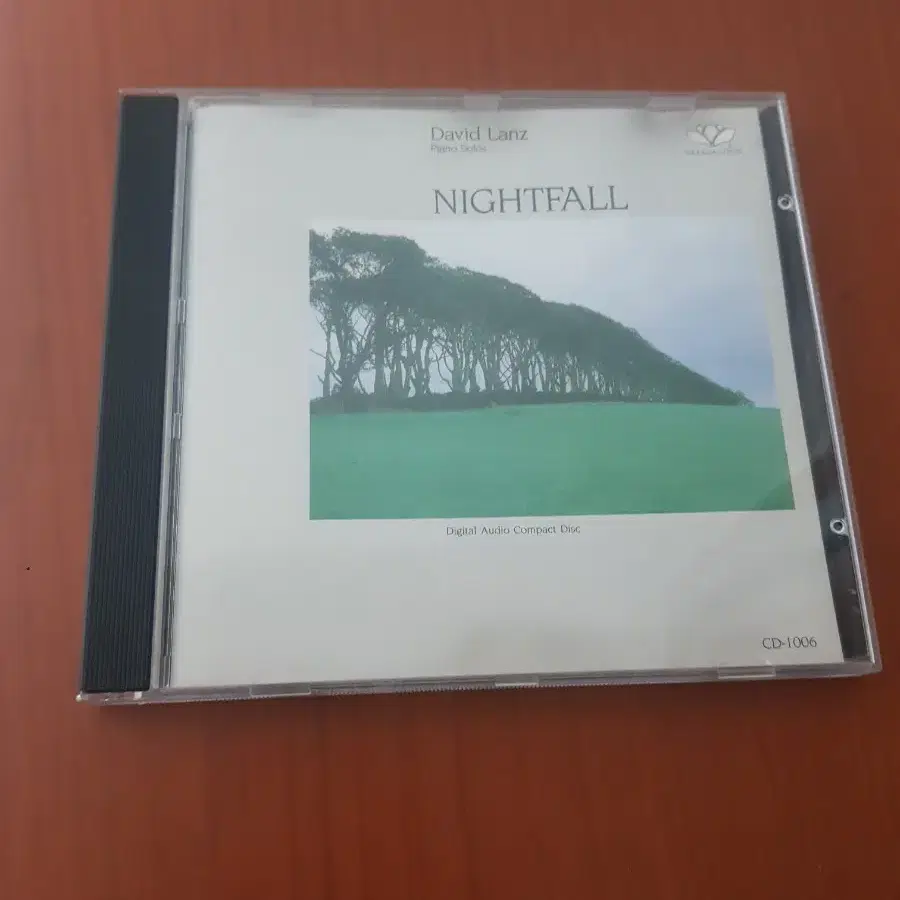 David Lanz
Piano Solos
NIGHTFALL
Digital Audio Compact Disc
CD-1006